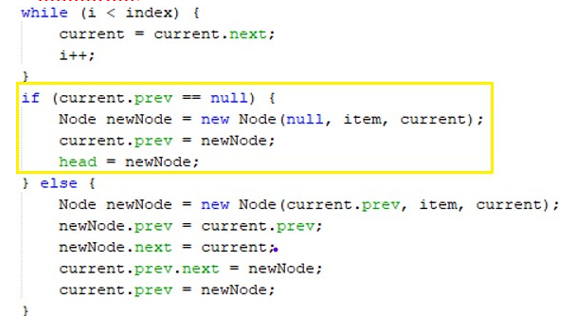 while (i < index) {
current = current.next;
i++;
}
if (current.prev == null) {
Node newNode = new Node(null, item, current);
current.prev = newNode;
head = newNode;
} else {
Node newNode = new Node(current.prev, item, current);
newNode.prev = current.prev;
newNode.next = current;
current.prev.next = newNode;
current.prev = newNode;
}